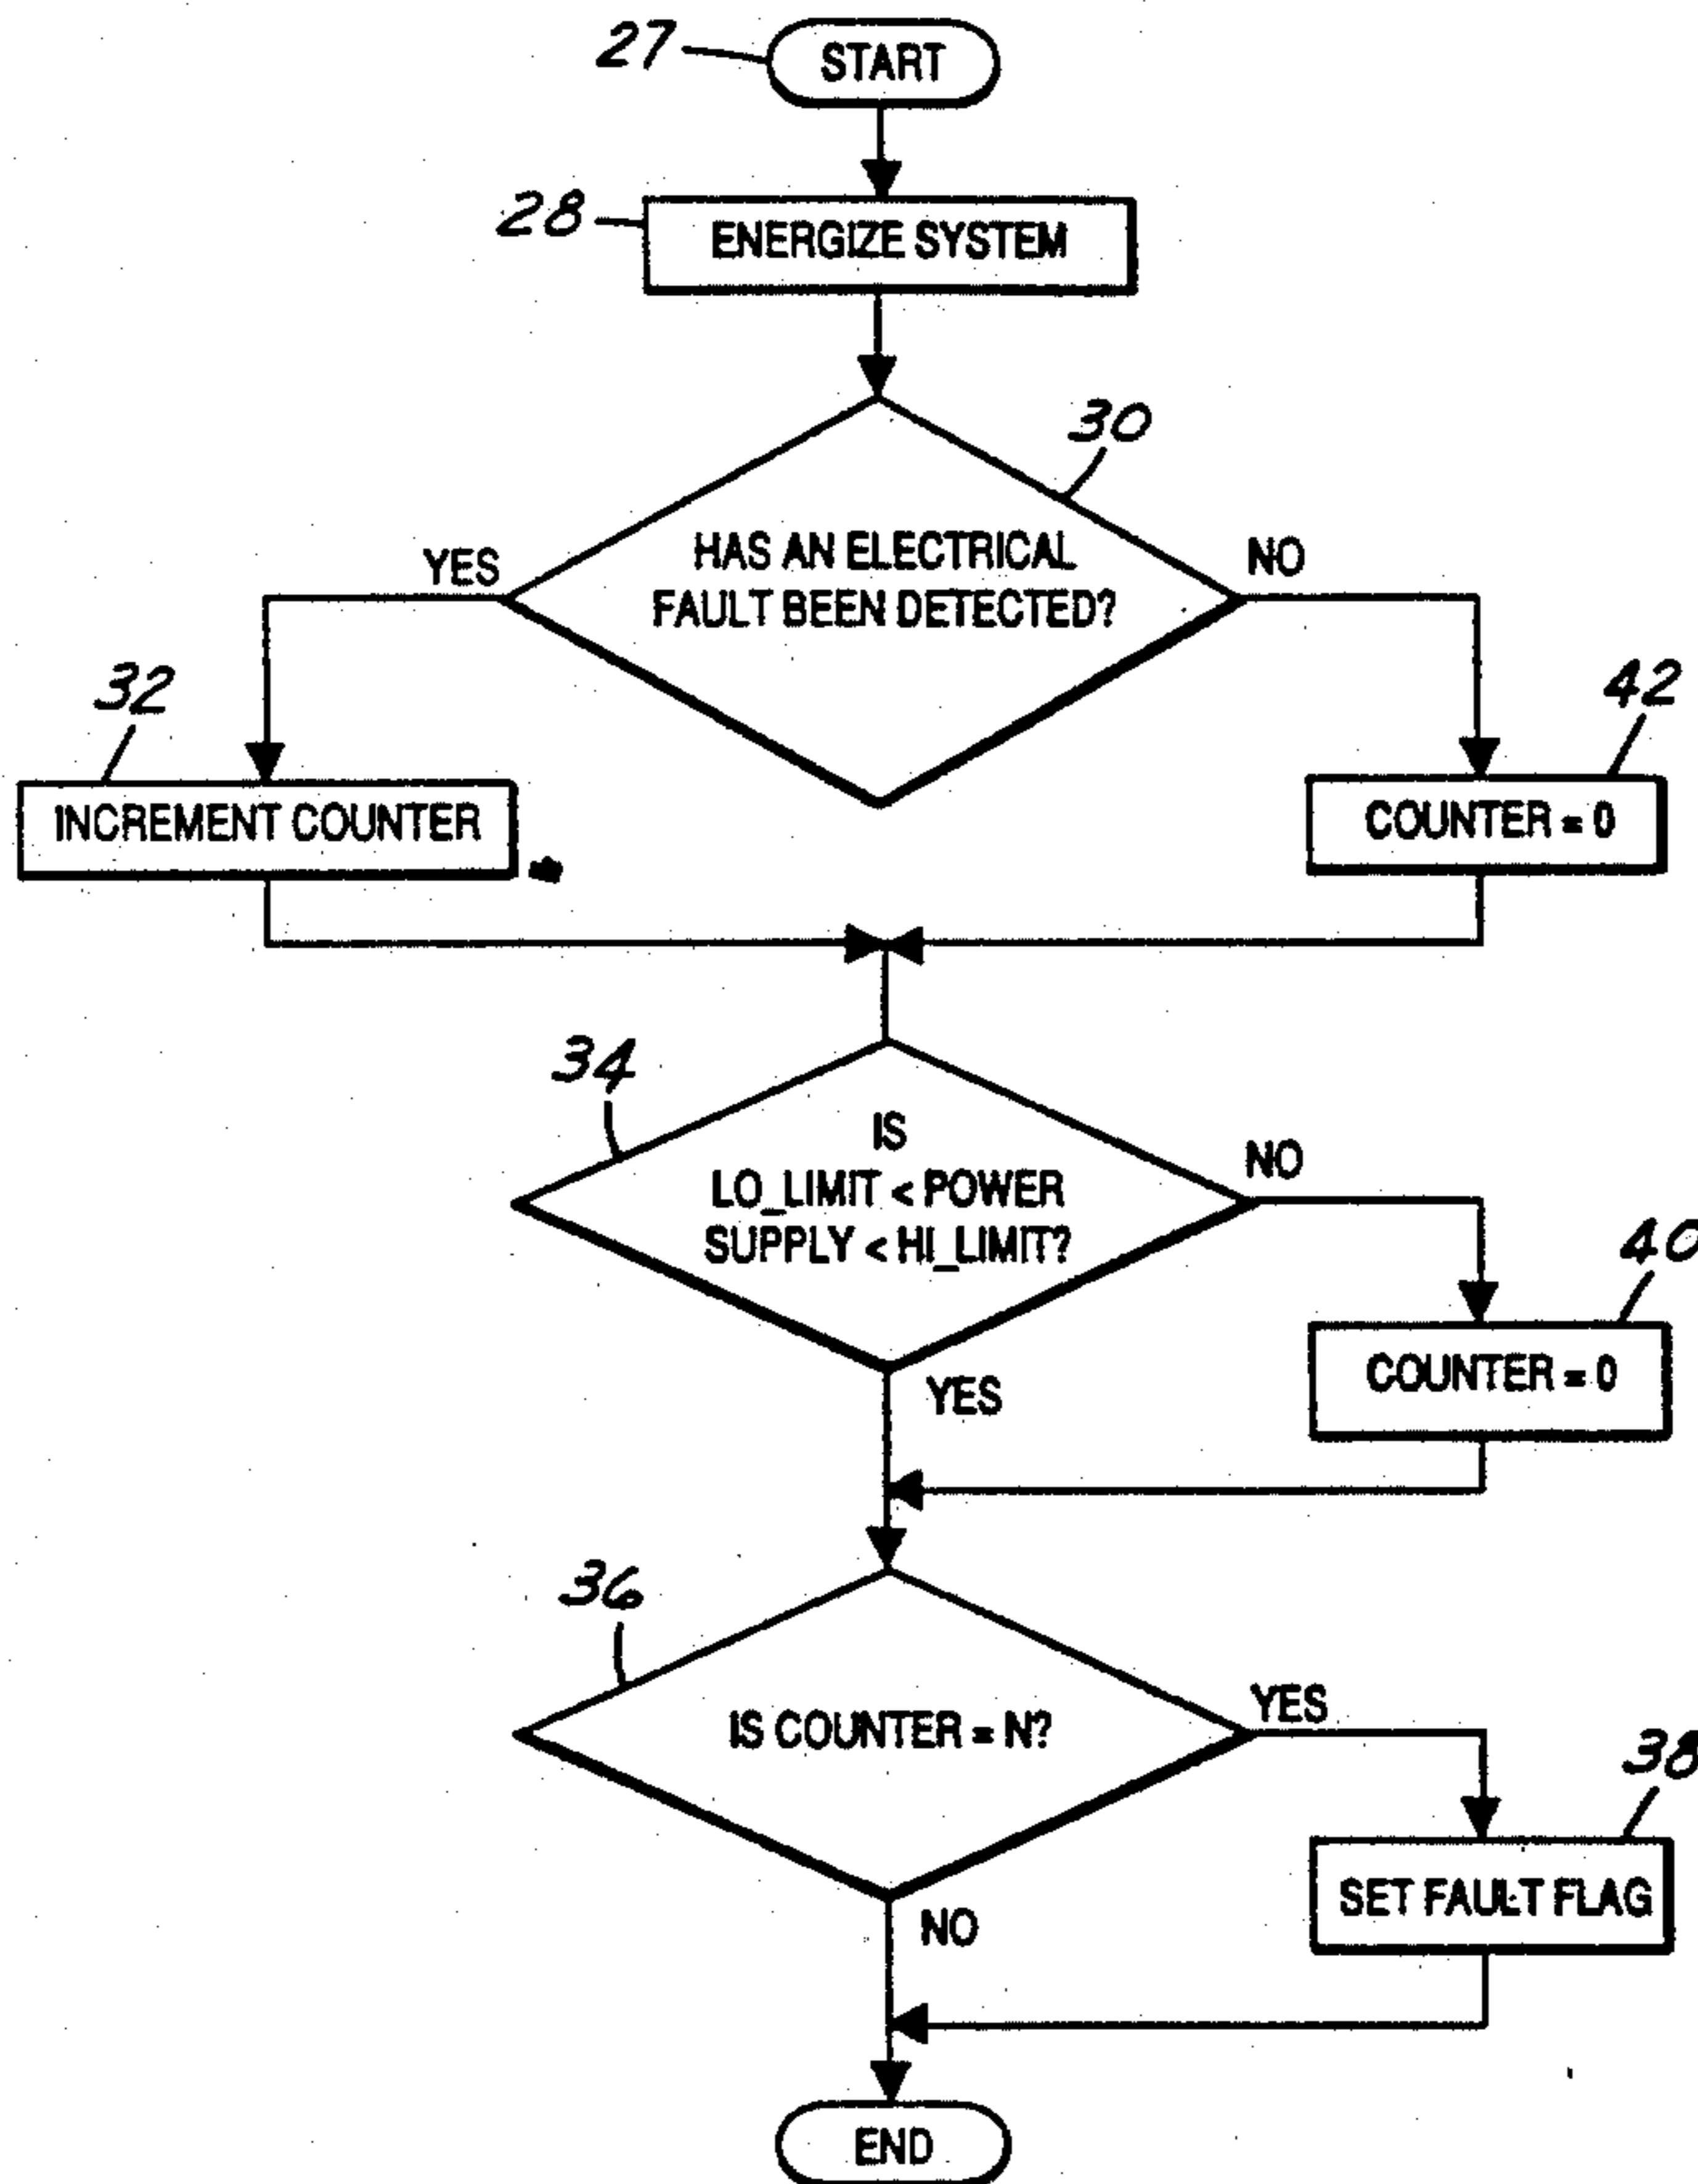 27
START
28
ENERGIZE SYSTEM
30
HAS AN ELECTRICAL
FAULT BEEN DETECTED?
YES
NO
32
42
INCREMENT COUNTER
COUNTER = 0
34
IS
LO_LIMIT < POWER
SUPPLY < HI_LIMIT?
NO
YES
40
COUNTER = 0
36
IS COUNTER = N?
YES
NO
38
SET FAULT FLAG
END